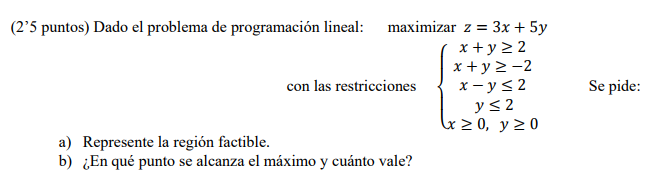 (2’5 puntos) Dado el problema de programación lineal: maximizar z = 3x + 5y
x + y ≥ 2
x + y ≥ −2
con las restricciones x − y ≤ 2 Se pide:
y ≤ 2
x ≥ 0, y ≥ 0
a) Represente la región factible.
b) ¿En qué punto se alcanza el máximo y cuánto vale?